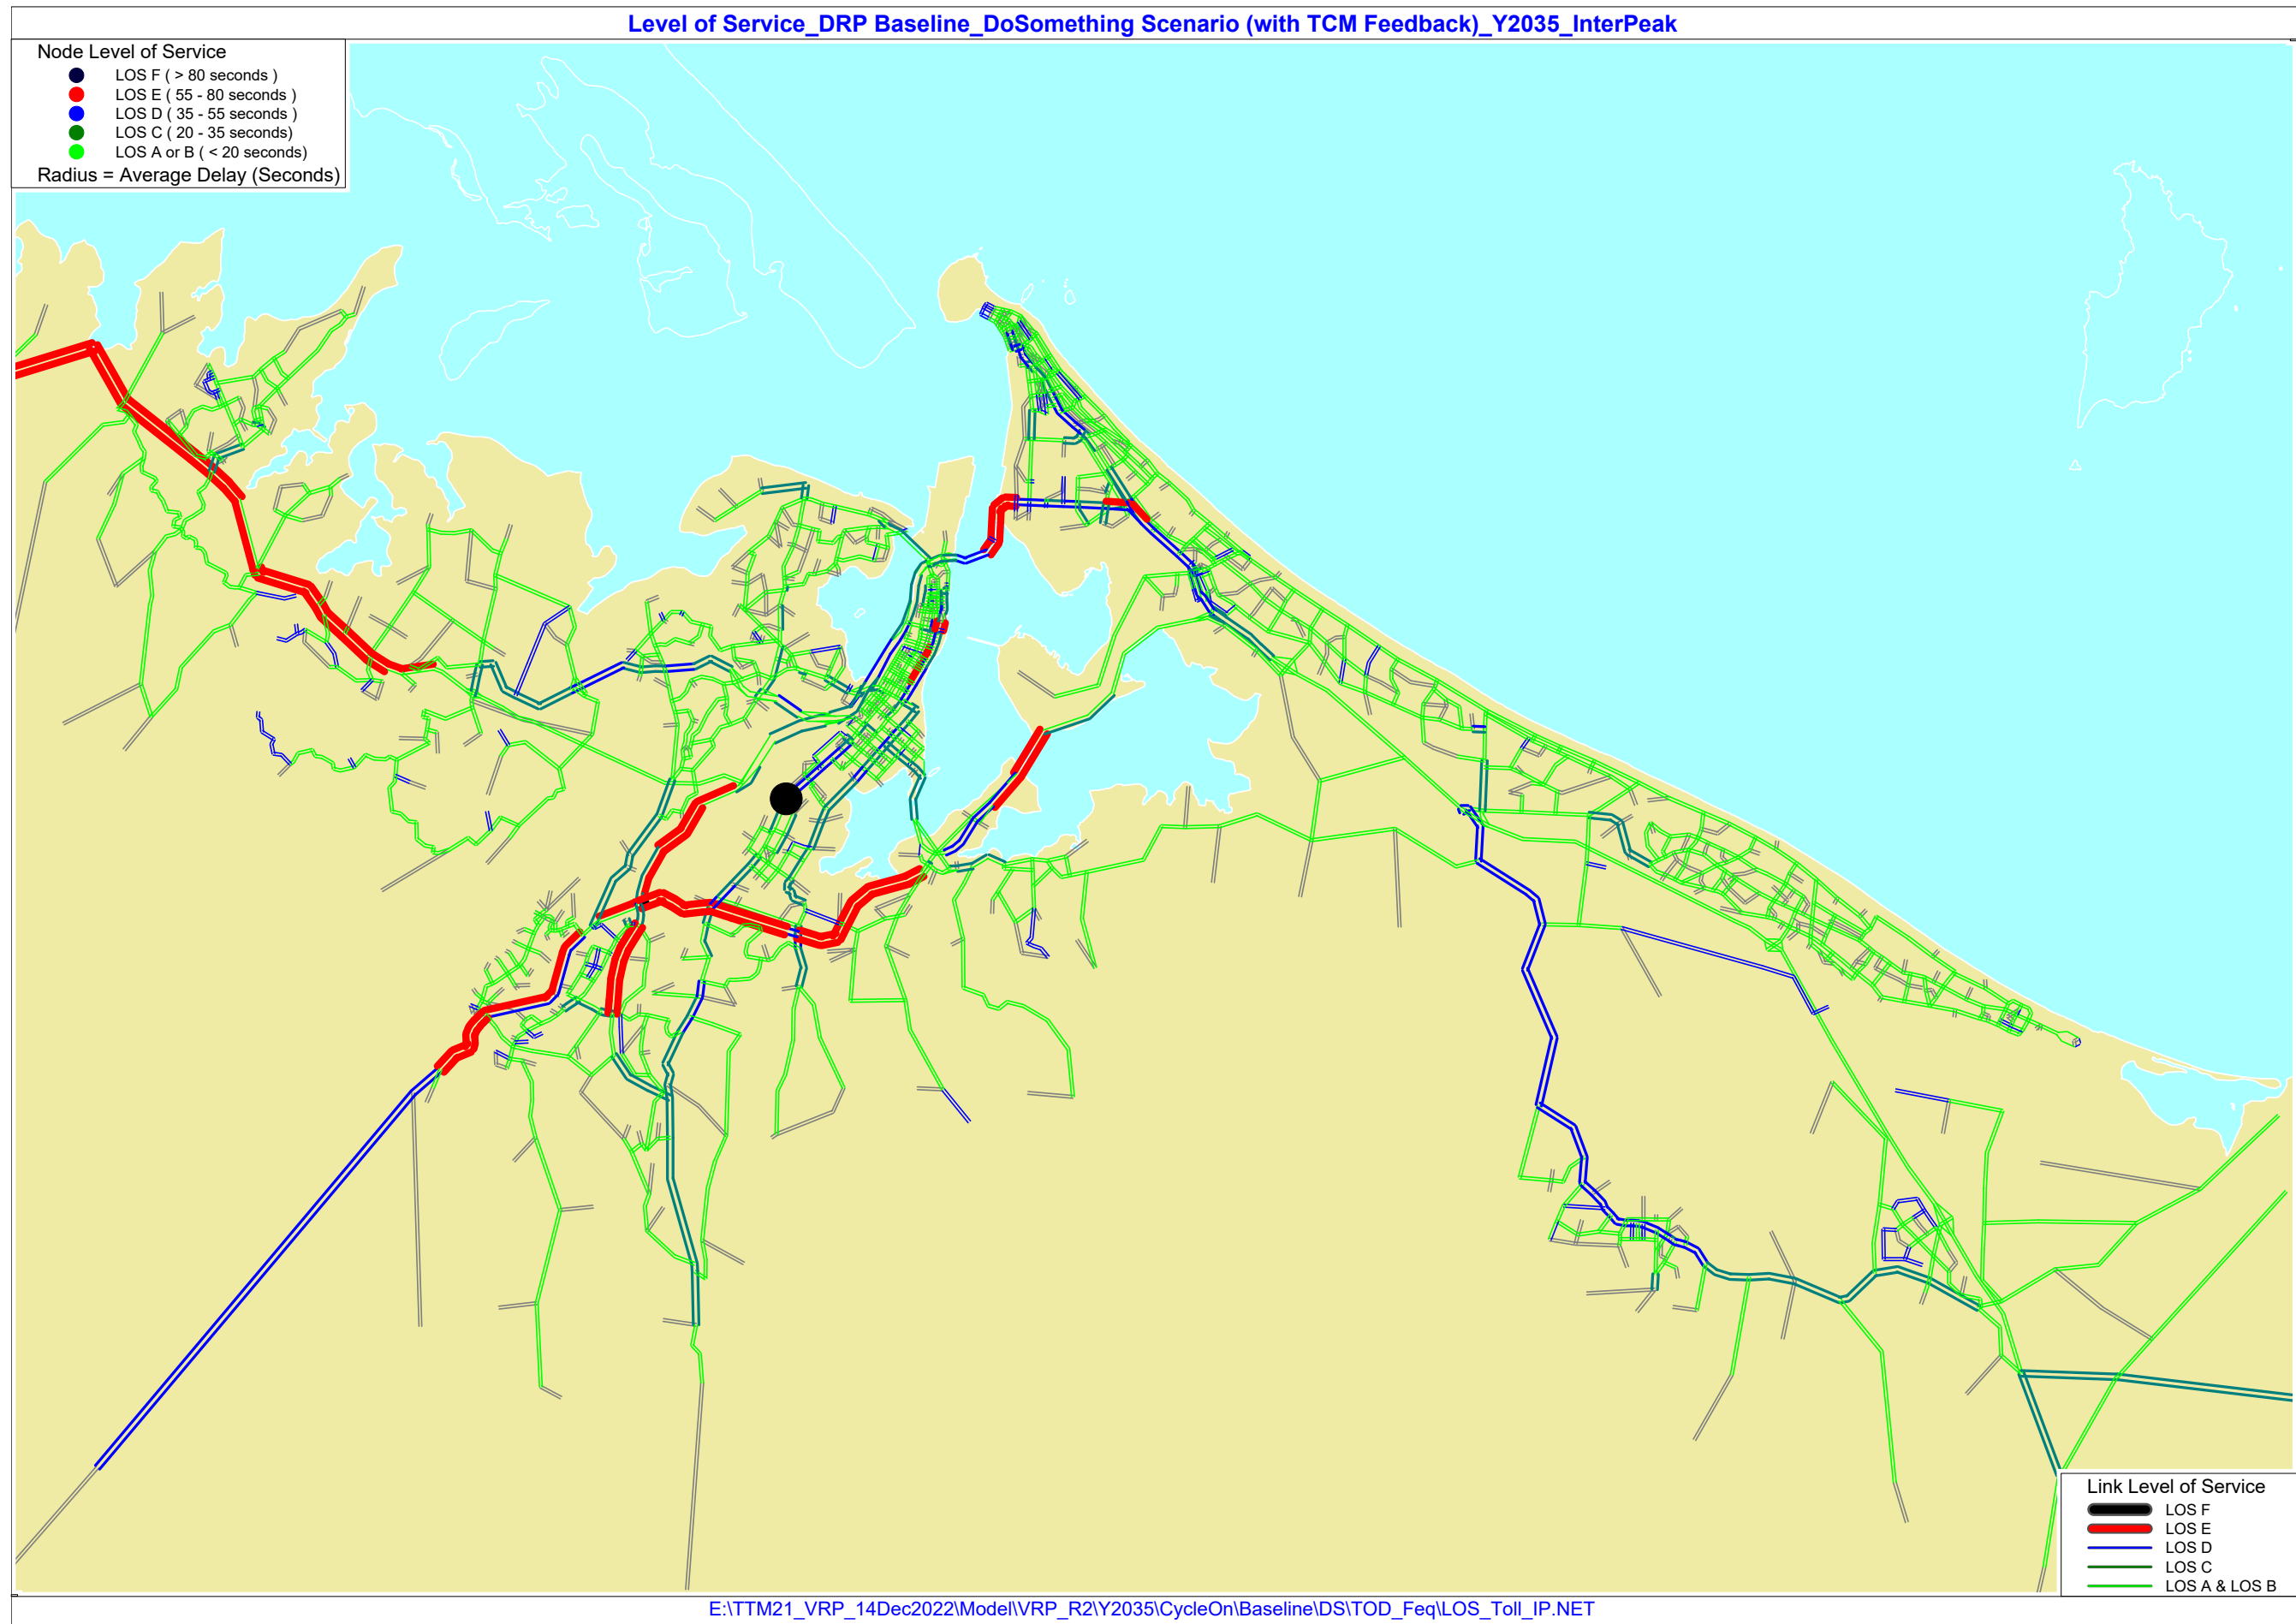 Level of Service_DRP Baseline_DoSomething Scenario (with TCM Feedback)_Y2035_InterPeak
Node Level of Service
LOS F ( > 80 seconds )
LOS E ( 55 - 80 seconds )
LOS D ( 35 - 55 seconds )
LOS C ( 20 - 35 seconds)
LOS A or B ( < 20 seconds)
Radius = Average Delay (Seconds)
Link Level of Service
LOS F
LOS E
LOS D
LOS C
LOS A & LOS B
E:\TTM21_VRP_14Dec2022\Model\VRP_R2\Y2035\CycleOn\Baseline\DS\TOD_Feq\LOS_Toll_IP.NET